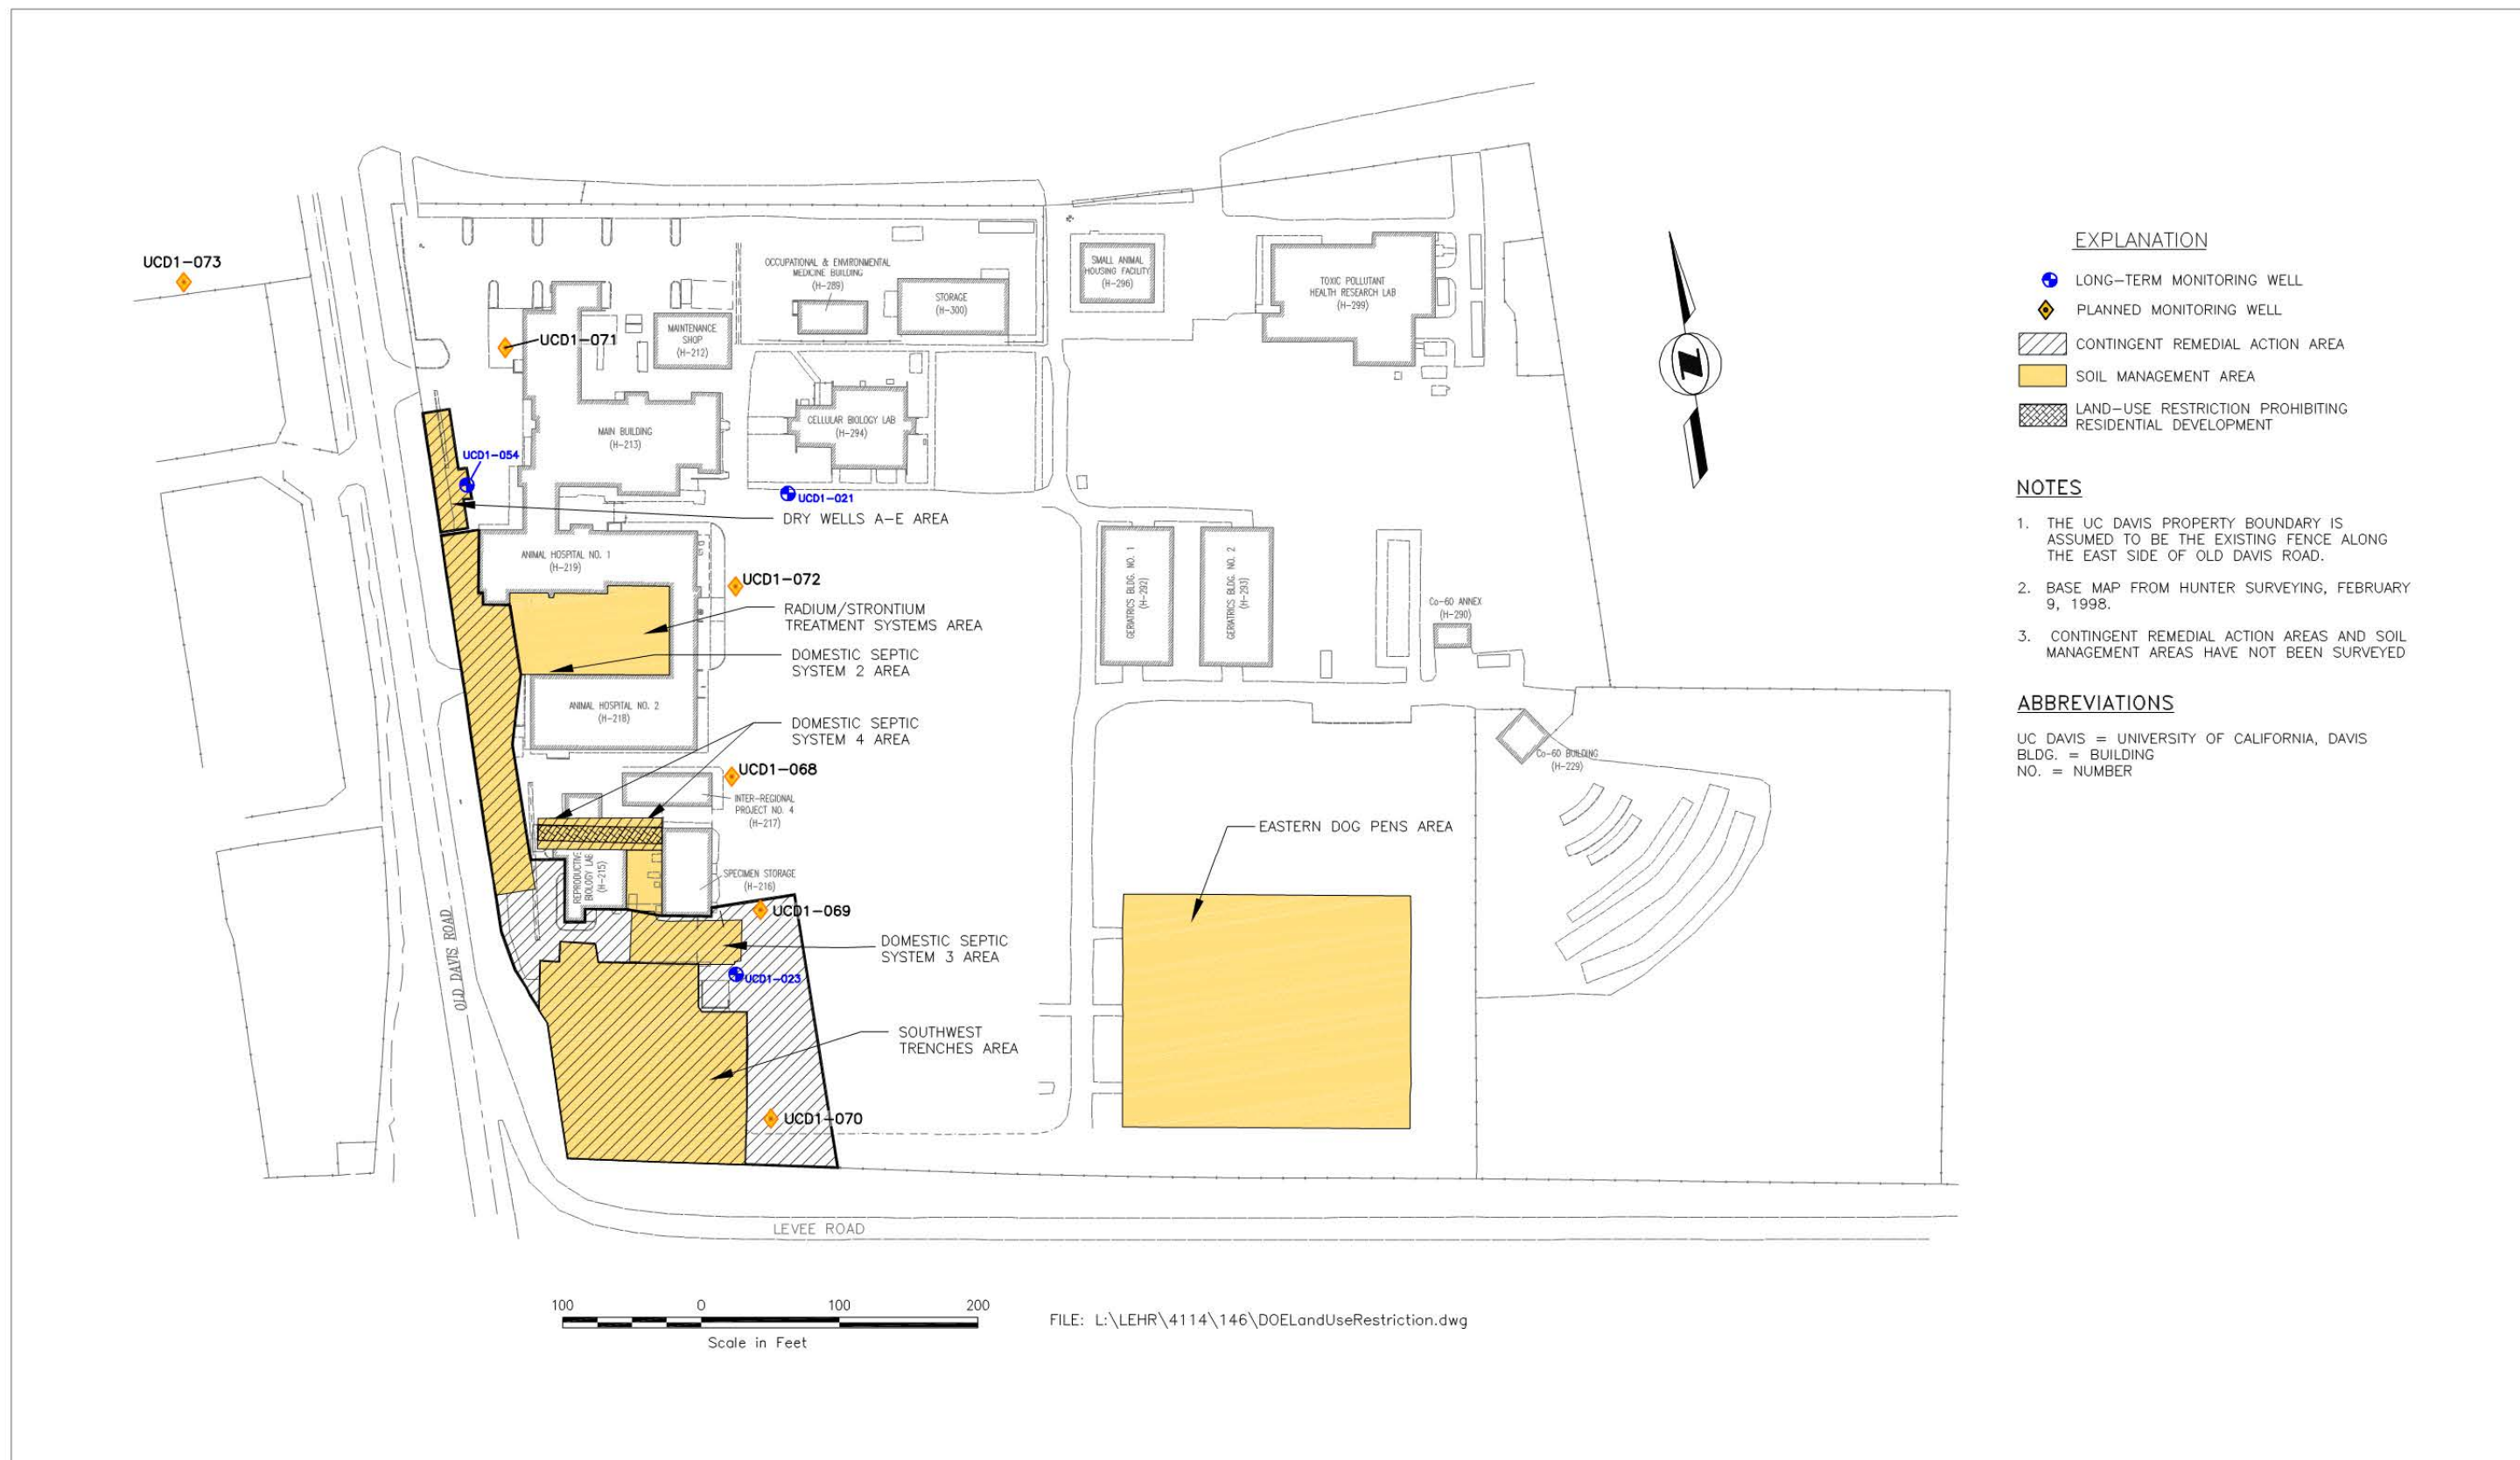 UCD1-073
UCD1-071
UCD1-054
UCD1-021
DRY WELLS A-E AREA
UCD1-072
RADIUM/STRONTIUM
TREATMENT SYSTEMS AREA
DOMESTIC SEPTIC
SYSTEM 2 AREA
DOMESTIC SEPTIC
SYSTEM 4 AREA
UCD1-068
UCD1-069
DOMESTIC SEPTIC
SYSTEM 3 AREA
UCD1-023
SOUTHWEST
TRENCHES AREA
UCD1-070
EASTERN DOG PENS AREA
OCCUPATIONAL & ENVIRONMENTAL
MEDICINE BUILDING
(H-289)
STORAGE
(H-300)
MAINTENANCE
SHOP
(H-212)
MAIN BUILDING
(H-213)
CELLULAR BIOLOGY LAB
(H-294)
SMALL ANIMAL
HOUSING FACILITY
(H-296)
TOXIC POLLUTANT
HEALTH RESEARCH LAB
(H-299)
ANIMAL HOSPITAL NO. 1
(H-219)
ANIMAL HOSPITAL NO. 2
(H-218)
INTER-REGIONAL
PROJECT NO. 4
(H-217)
REPRODUCTIVE
BIOLOGY LAB
(H-215)
SPECIMEN STORAGE
(H-216)
GERIATRICS BLDG. NO. 1
(H-292)
GERIATRICS BLDG. NO. 2
(H-293)
Co-60 ANNEX
(H-290)
Co-60 BUILDING
(H-229)
OLD DAVIS ROAD
LEVEE ROAD
N
EXPLANATION
LONG-TERM MONITORING WELL
PLANNED MONITORING WELL
CONTINGENT REMEDIAL ACTION AREA
SOIL MANAGEMENT AREA
LAND-USE RESTRICTION PROHIBITING
RESIDENTIAL DEVELOPMENT
NOTES
1. THE UC DAVIS PROPERTY BOUNDARY IS
ASSUMED TO BE THE EXISTING FENCE ALONG
THE EAST SIDE OF OLD DAVIS ROAD.
2. BASE MAP FROM HUNTER SURVEYING, FEBRUARY
9, 1998.
3. CONTINGENT REMEDIAL ACTION AREAS AND SOIL
MANAGEMENT AREAS HAVE NOT BEEN SURVEYED
ABBREVIATIONS
UC DAVIS = UNIVERSITY OF CALIFORNIA, DAVIS
BLDG. = BUILDING
NO. = NUMBER
100 0 100 200
Scale in Feet
FILE: L:\LEHR\4114\146\DOELandUseRestriction.dwg